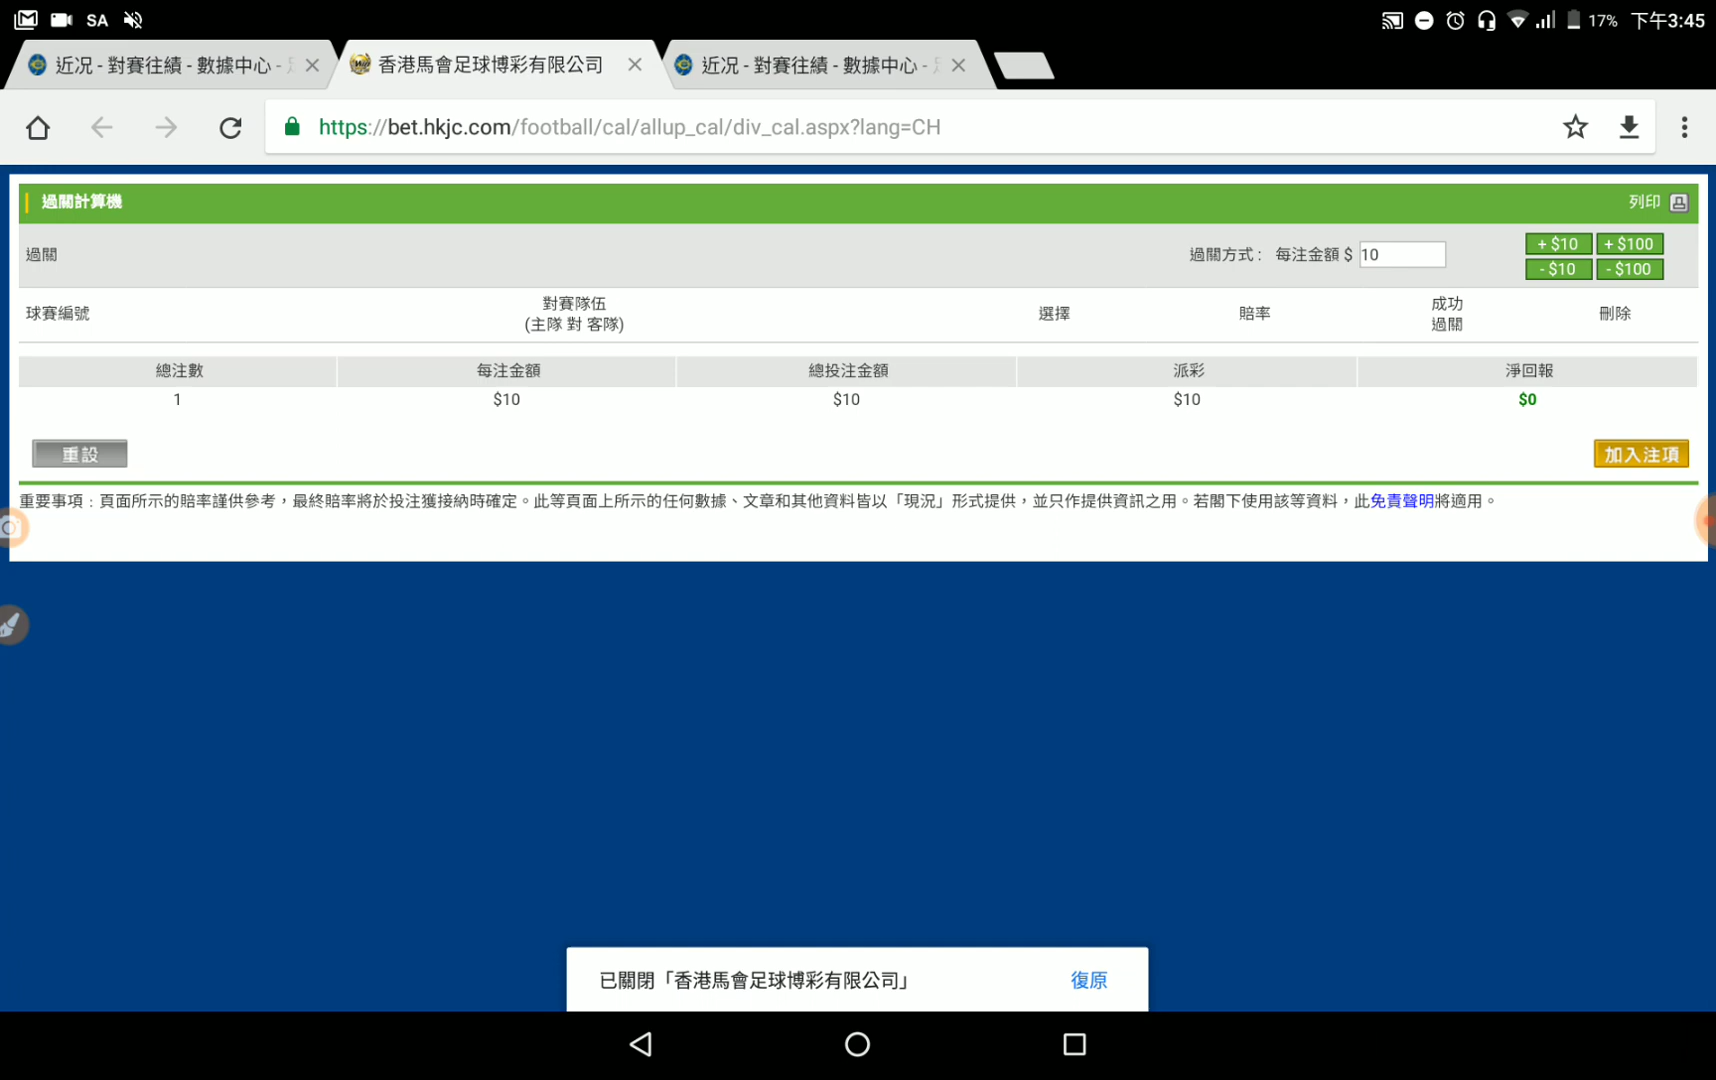 SA
17% 下午3:45
近況 - 對賽往績 - 數據中心 -
香港馬會足球博彩有限公司
近況 - 對賽往績 - 數據中心 -
https://bet.hkjc.com/football/cal/allup_cal/div_cal.aspx?lang=CH
過關計算機
列印
過關
過關方式 : 每注金額 $ 10
+ $10 + $100
- $10 - $100
球賽編號
對賽隊伍
(主隊 對 客隊)
選擇
賠率
成功
過關
刪除
總注數 每注金額 總投注金額 派彩 淨回報
1 $10 $10 $10 $0
重設
加入注項
重要事項 : 頁面所示的賠率謹供參考，最終賠率將於投注獲接納時確定。此等頁面上所示的任何數據、文章和其他資料皆以「現況」形式提供，並只作提供資訊之用。若閣下使用該等資料，此免責聲明將適用。
已關閉「香港馬會足球博彩有限公司」
復原